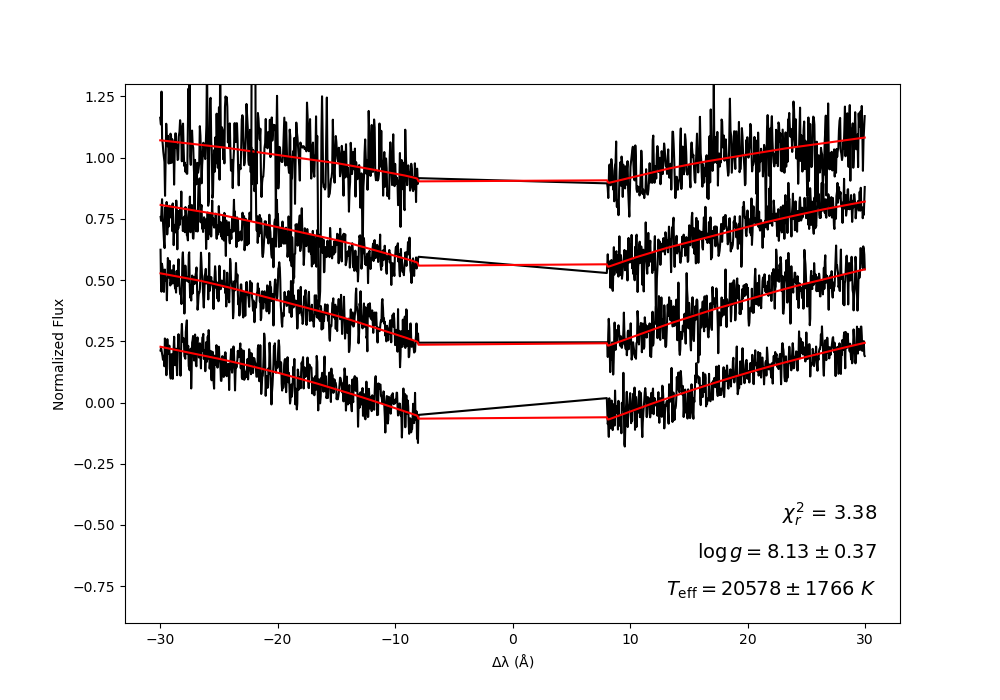 1.25
1.00
0.75
0.50
0.25
0.00
−0.25
−0.50
−0.75
Normalized Flux
χ²ᵣ = 3.38
log g = 8.13 ± 0.37
T_eff = 20578 ± 1766 K
−30 −20 −10 0 10 20 30
Δλ (Å)